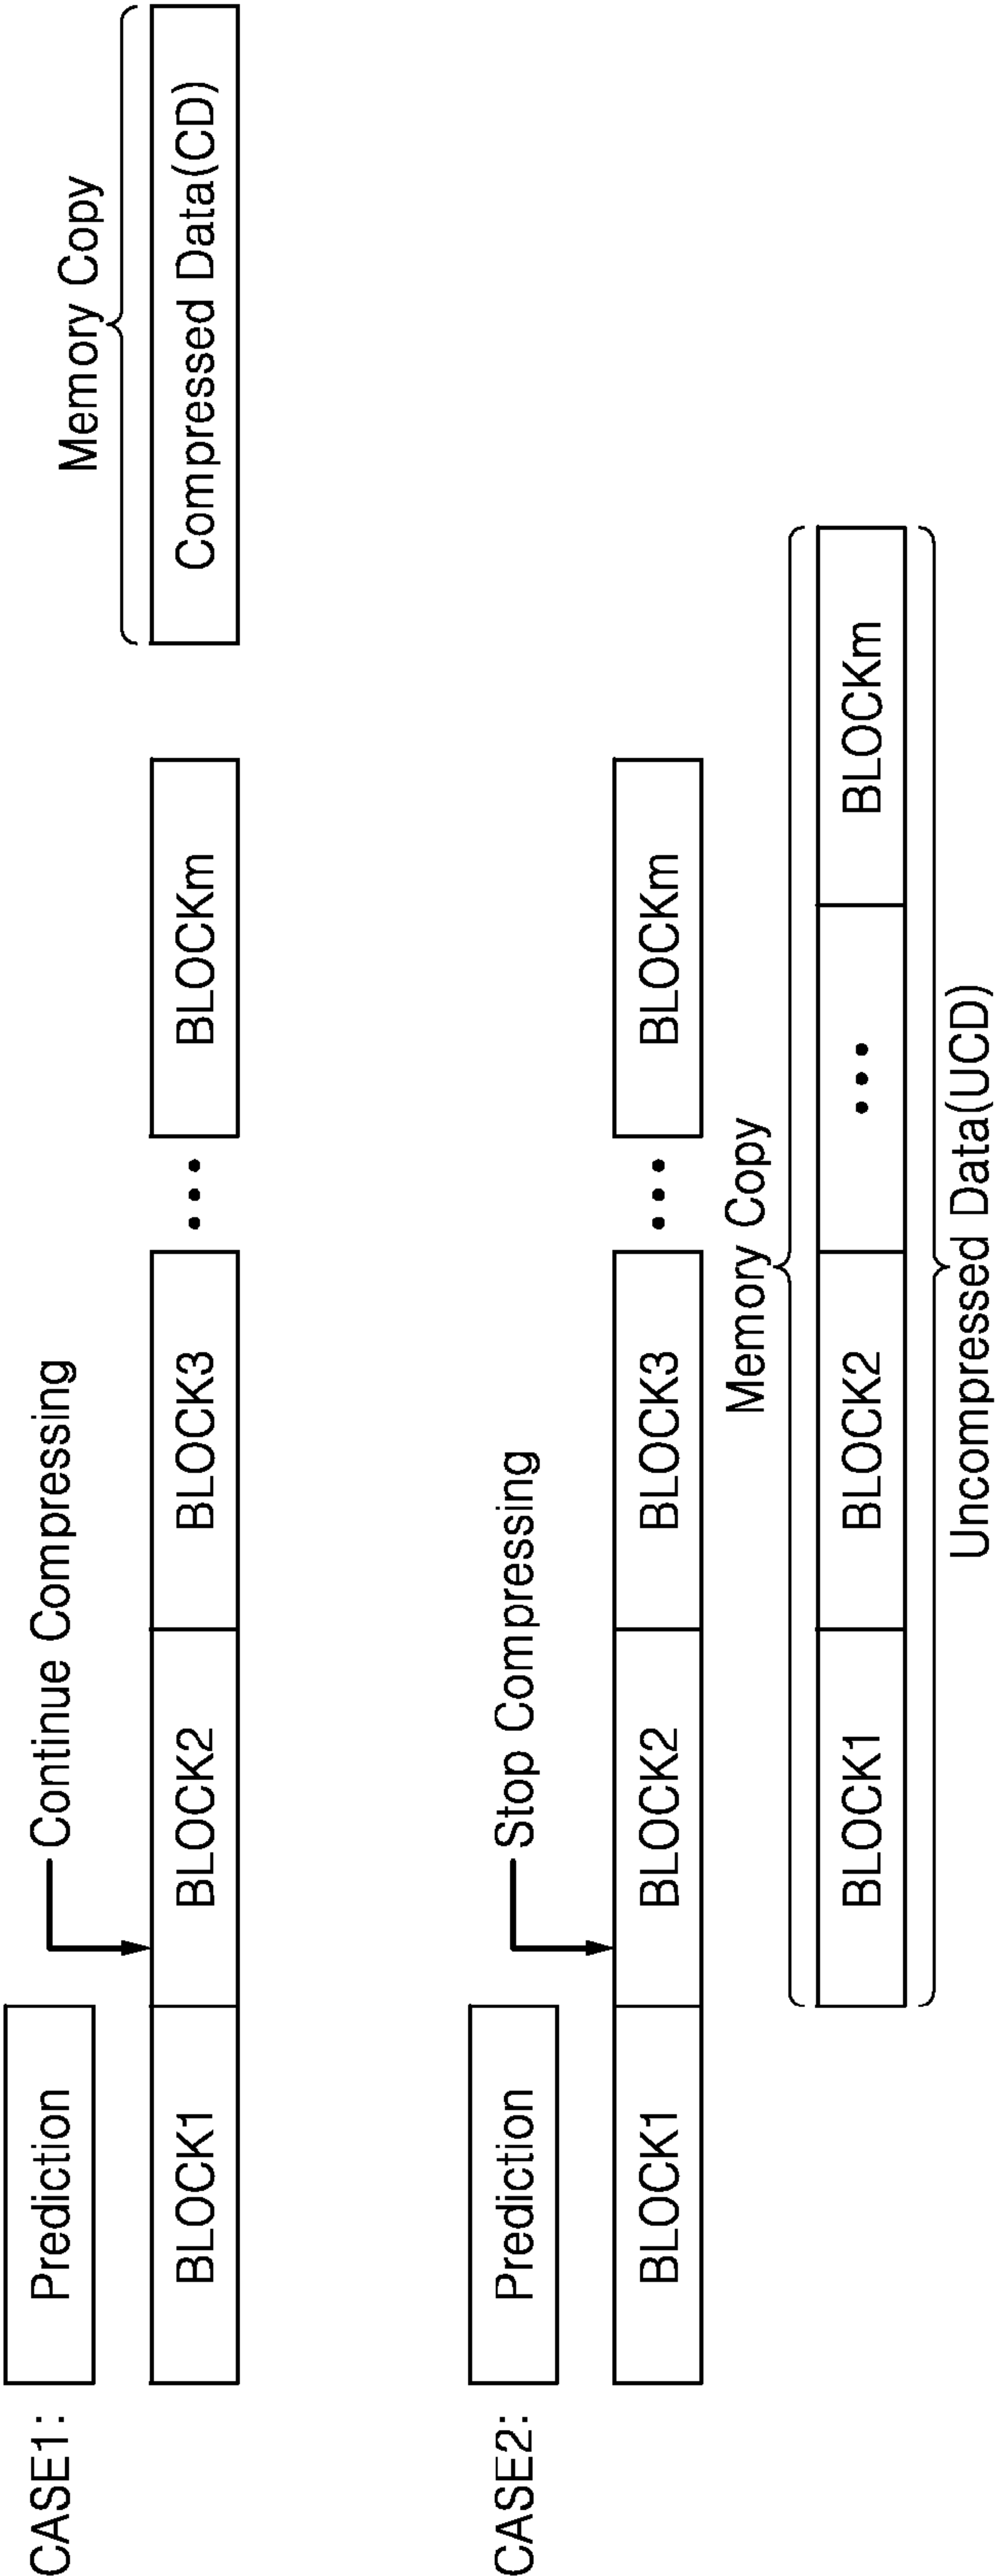 CASE1:
Prediction
Continue Compressing
Memory Copy
BLOCK1
BLOCK2
BLOCK3
...
BLOCKm
Compressed Data(CD)
CASE2:
Prediction
Stop Compressing
BLOCK1
BLOCK2
BLOCK3
...
BLOCKm
Memory Copy
BLOCK1
BLOCK2
...
BLOCKm
Uncompressed Data(UCD)